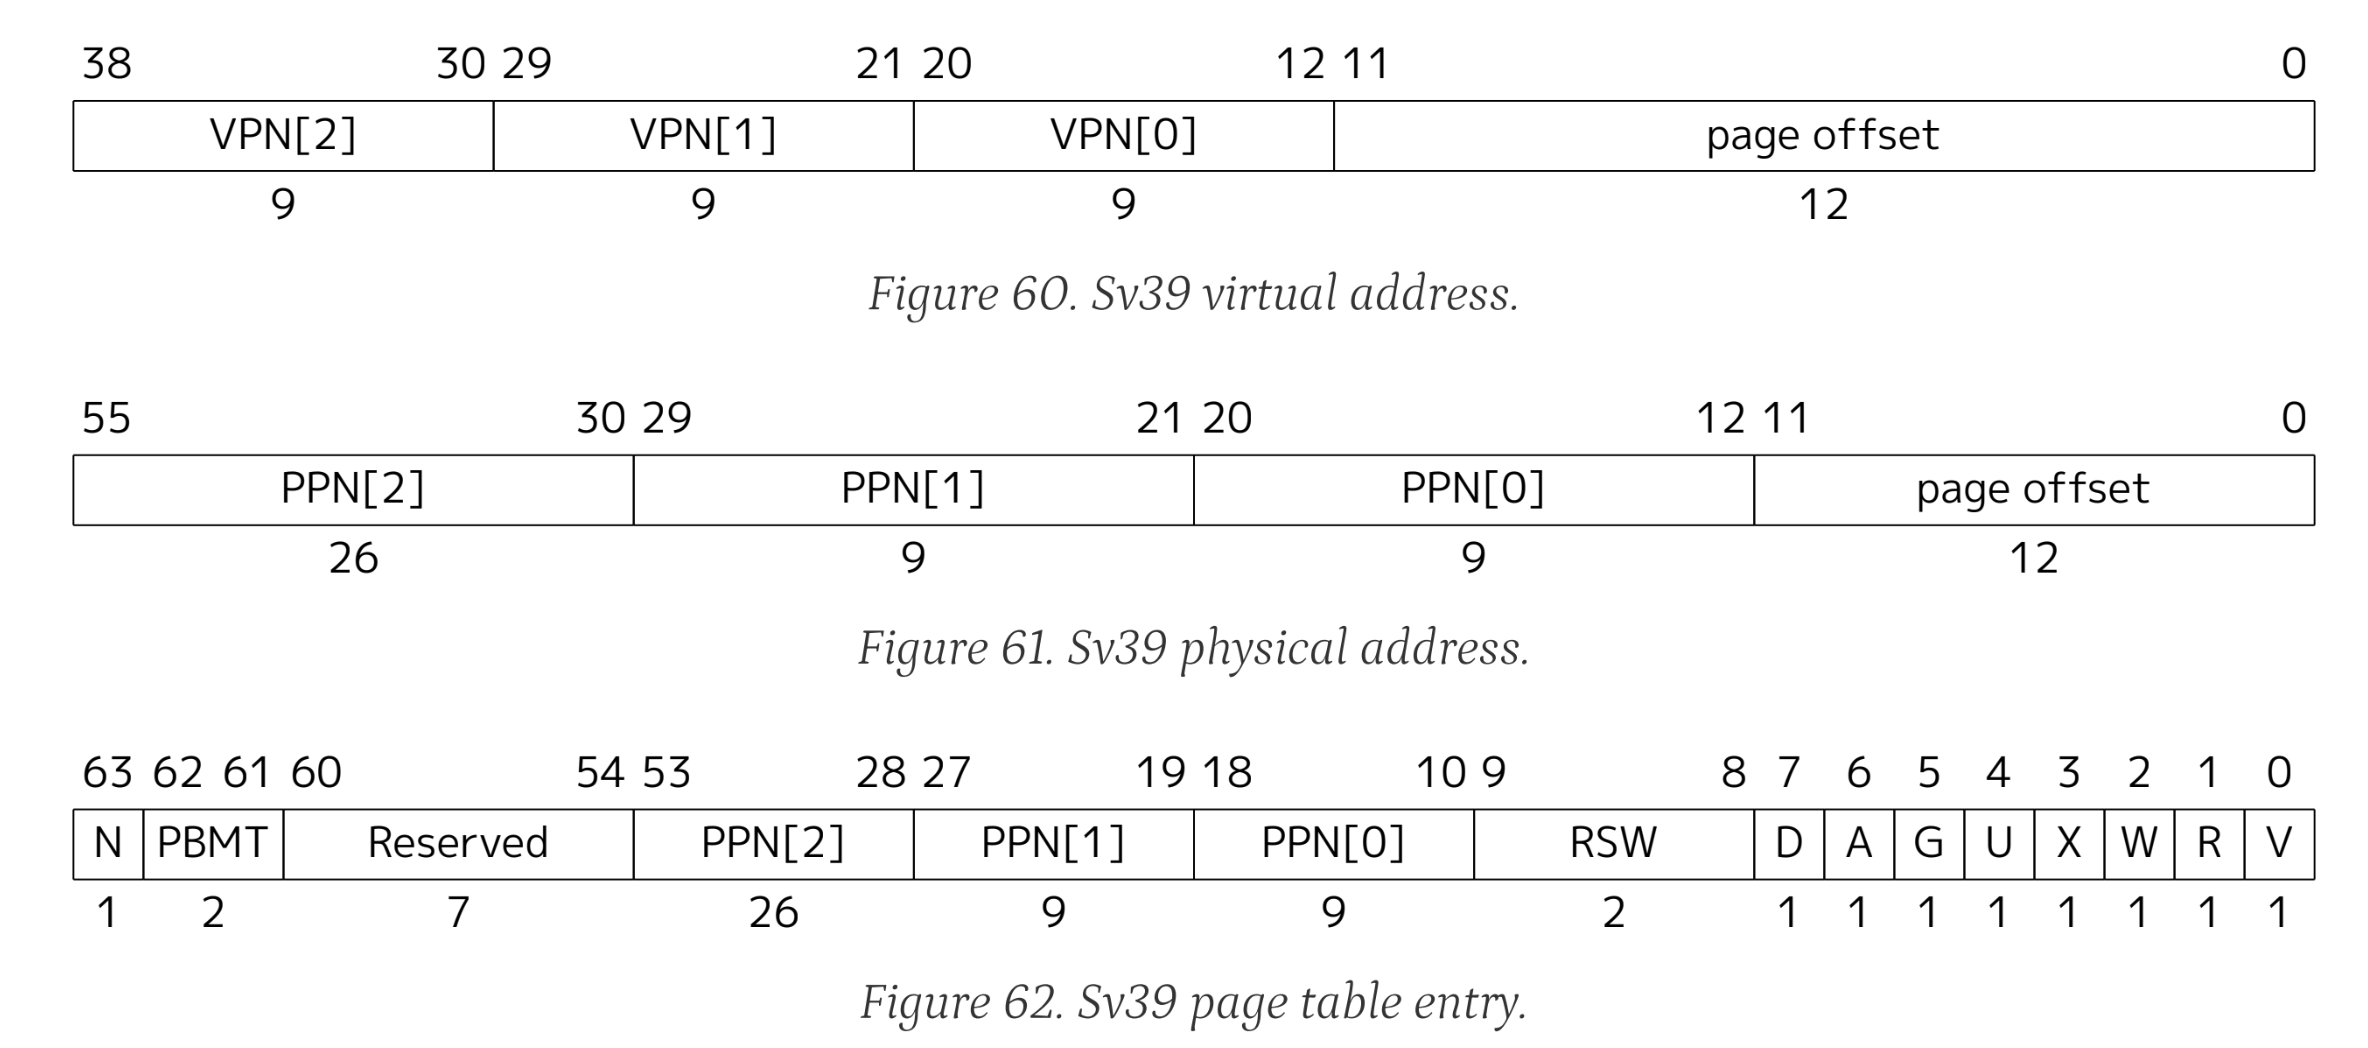 38 30 29 21 20 12 11 0
VPN[2] VPN[1] VPN[0] page offset
9 9 9 12
Figure 60. Sv39 virtual address.
55 30 29 21 20 12 11 0
PPN[2] PPN[1] PPN[0] page offset
26 9 9 12
Figure 61. Sv39 physical address.
63 62 61 60 54 53 28 27 19 18 10 9 8 7 6 5 4 3 2 1 0
N PBMT Reserved PPN[2] PPN[1] PPN[0] RSW D A G U X W R V
1 2 7 26 9 9 2 1 1 1 1 1 1 1 1
Figure 62. Sv39 page table entry.